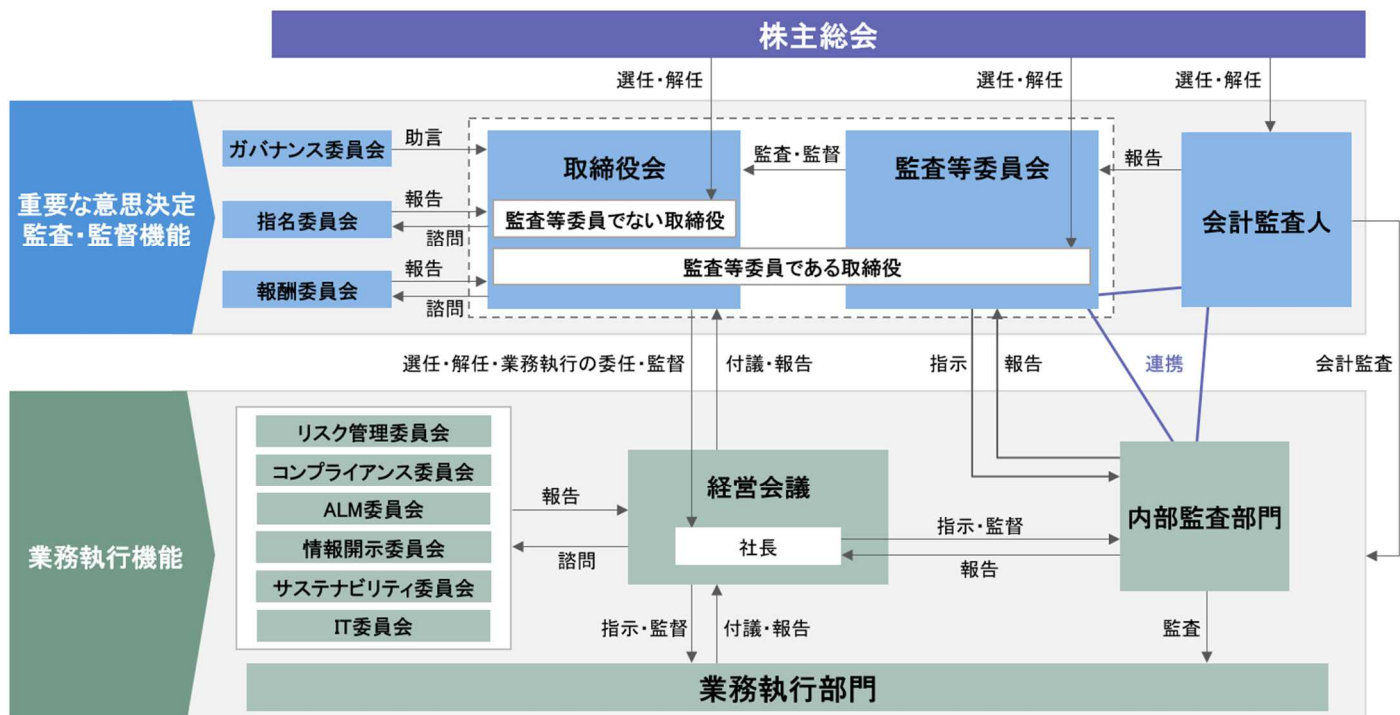 株主総会
選任・解任
選任・解任
選任・解任
重要な意思決定
監査・監督機能
ガバナンス委員会
助言
指名委員会
報告
諮問
報酬委員会
報告
諮問
取締役会
監査・監督
監査等委員会
報告
会計監査人
監査等委員でない取締役
監査等委員である取締役
選任・解任・業務執行の委任・監督
付議・報告
指示
報告
連携
会計監査
業務執行機能
リスク管理委員会
コンプライアンス委員会
ALM委員会
情報開示委員会
サステナビリティ委員会
IT委員会
報告
諮問
経営会議
社長
指示・監督
報告
内部監査部門
指示・監督
付議・報告
監査
業務執行部門